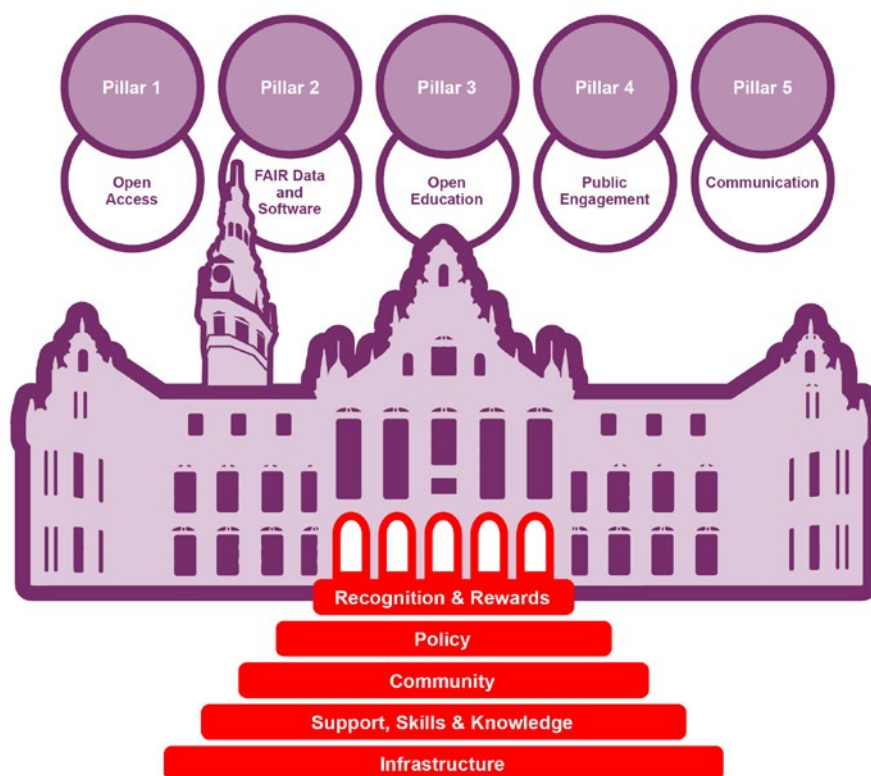 Pillar 1
Pillar 2
Pillar 3
Pillar 4
Pillar 5
Open
Access
FAIR Data
and
Software
Open
Education
Public
Engagement
Communication
Recognition & Rewards
Policy
Community
Support, Skills & Knowledge
Infrastructure